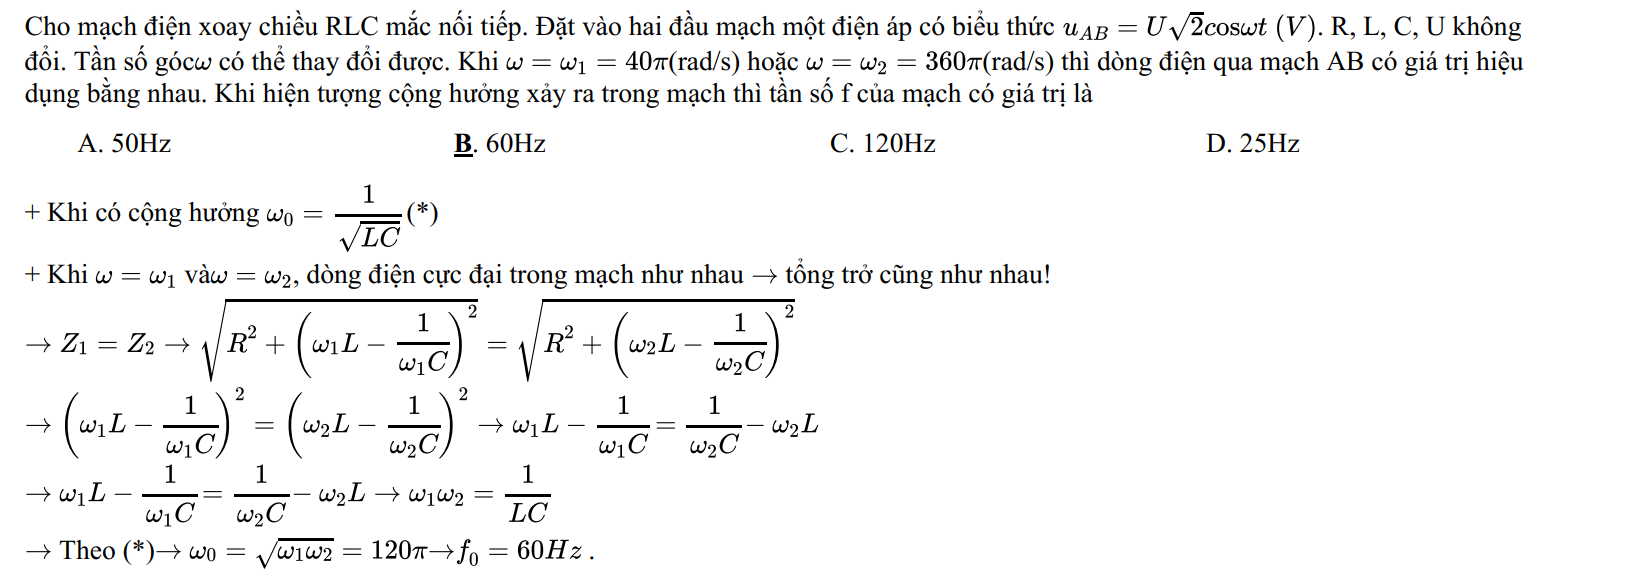 Cho mạch điện xoay chiều RLC mắc nối tiếp. Đặt vào hai đầu mạch một điện áp có biểu thức $u_{AB} = U\sqrt{2}cos\omega t\ (V)$. R, L, C, U không
đổi. Tần số góc$\omega$ có thể thay đổi được. Khi $\omega = \omega_1 = 40\pi$(rad/s) hoặc $\omega = \omega_2 = 360\pi$(rad/s) thì dòng điện qua mạch AB có giá trị hiệu
dụng bằng nhau. Khi hiện tượng cộng hưởng xảy ra trong mạch thì tần số f của mạch có giá trị là
A. 50Hz B. 60Hz C. 120Hz D. 25Hz
+ Khi có cộng hưởng $\omega_0 = \frac{1}{\sqrt{LC}}$(*)
+ Khi $\omega = \omega_1$ và$\omega = \omega_2$, dòng điện cực đại trong mạch như nhau → tổng trở cũng như nhau!
$\to Z_1 = Z_2 \to \sqrt{R^2 + \left(\omega_1 L - \frac{1}{\omega_1 C}\right)^2} = \sqrt{R^2 + \left(\omega_2 L - \frac{1}{\omega_2 C}\right)^2}$
$\to \left(\omega_1 L - \frac{1}{\omega_1 C}\right)^2 = \left(\omega_2 L - \frac{1}{\omega_2 C}\right)^2 \to \omega_1 L - \frac{1}{\omega_1 C} = \frac{1}{\omega_2 C} - \omega_2 L$
$\to \omega_1 L - \frac{1}{\omega_1 C} = \frac{1}{\omega_2 C} - \omega_2 L \to \omega_1 \omega_2 = \frac{1}{LC}$
→ Theo (*)→ $\omega_0 = \sqrt{\omega_1 \omega_2} = 120\pi \to f_0 = 60Hz$ .